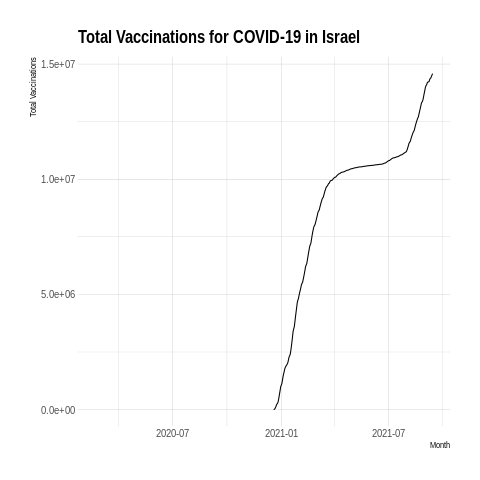 Total Vaccinations for COVID-19 in Israel
Total Vaccinations
1.5e+07
1.0e+07
5.0e+06
0.0e+00
2020-07
2021-01
2021-07
Month